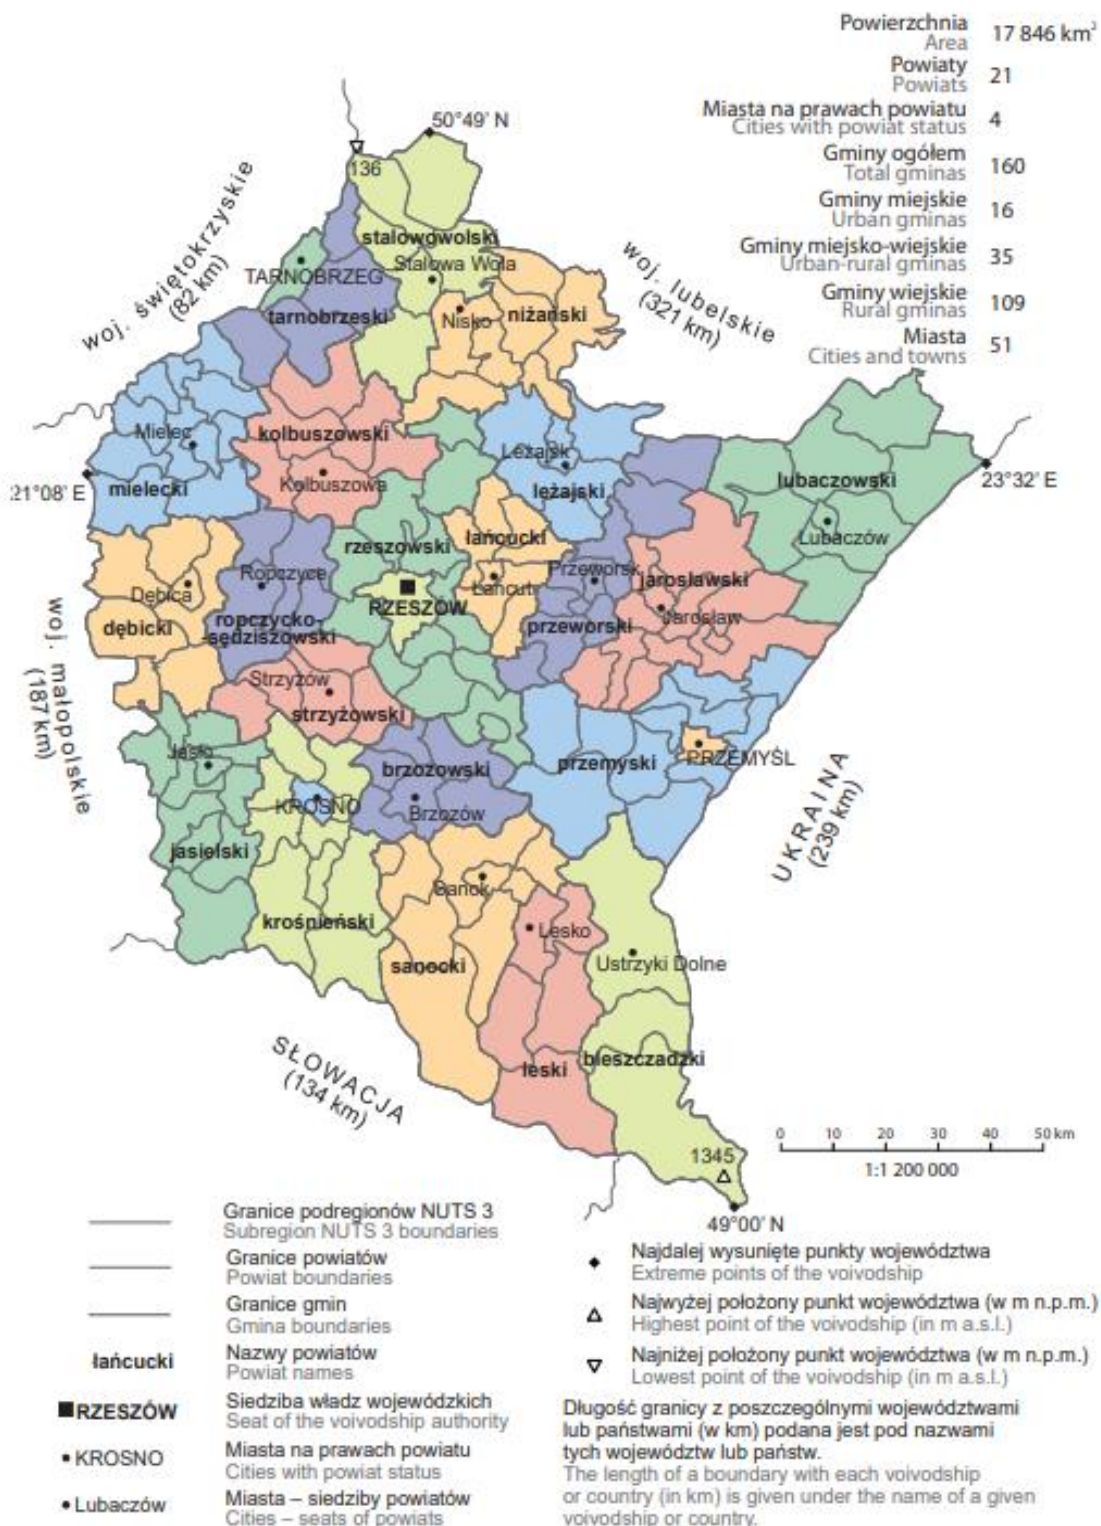 Powierzchnia
Area
17 846 km²
Powiaty
Powiats
21
Miasta na prawach powiatu
Cities with powiat status
4
Gminy ogółem
Total gminas
160
Gminy miejskie
Urban gminas
16
Gminy miejsko-wiejskie
Urban-rural gminas
35
Gminy wiejskie
Rural gminas
109
Miasta
Cities and towns
51
50°49' N
136
woj. świętokrzyskie
(82 km)
stalowowolski
Stalowa Wola
TARNOBRZEG
tarnobrzeski
Nisko
niżański
woj. lubelskie
(321 km)
Mielec
mielecki
21°08' E
kolbuszowski
Kolbuszowa
Leżajsk
leżajski
lubaczowski
Lubaczów
23°32' E
rzeszowski
RZESZÓW
łańcucki
Łańcut
Przeworsk
przeworski
jarosławski
Jarosław
Dębica
dębicki
Ropczyce
ropczycko-
-sędziszowski
woj. małopolskie
(187 km)
Strzyżów
strzyżowski
Jasło
jasielski
KROSNO
krośnieński
brzozowski
Brzozów
przemyski
PRZEMYŚL
UKRAINA
(239 km)
Sanok
sanocki
Lesko
leski
Ustrzyki Dolne
bieszczadzki
SŁOWACJA
(134 km)
1345
49°00' N
0 10 20 30 40 50 km
1:1 200 000
Granice podregionów NUTS 3
Subregion NUTS 3 boundaries
Granice powiatów
Powiat boundaries
Granice gmin
Gmina boundaries
łańcucki
Nazwy powiatów
Powiat names
RZESZÓW
Siedziba władz wojewódzkich
Seat of the voivodship authority
KROSNO
Miasta na prawach powiatu
Cities with powiat status
Lubaczów
Miasta – siedziby powiatów
Cities – seats of powiats
Najdalej wysunięte punkty województwa
Extreme points of the voivodship
Najwyżej położony punkt województwa (w m n.p.m.)
Highest point of the voivodship (in m a.s.l.)
Najniżej położony punkt województwa (w m n.p.m.)
Lowest point of the voivodship (in m a.s.l.)
Długość granicy z poszczególnymi województwami
lub państwami (w km) podana jest pod nazwami
tych województw lub państw.
The length of a boundary with each voivodship
or country (in km) is given under the name of a given
voivodship or country.